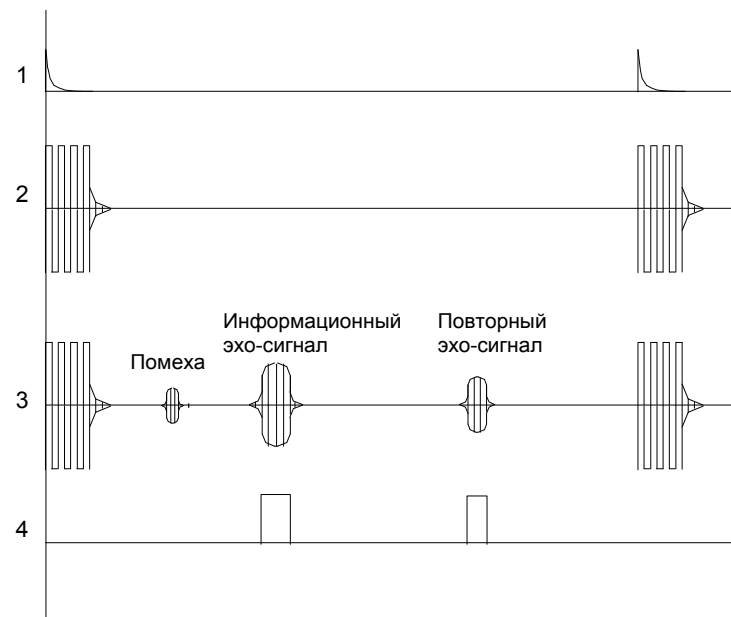 1
2
Информационный
эхо-сигнал
Повторный
эхо-сигнал
Помеха
3
4